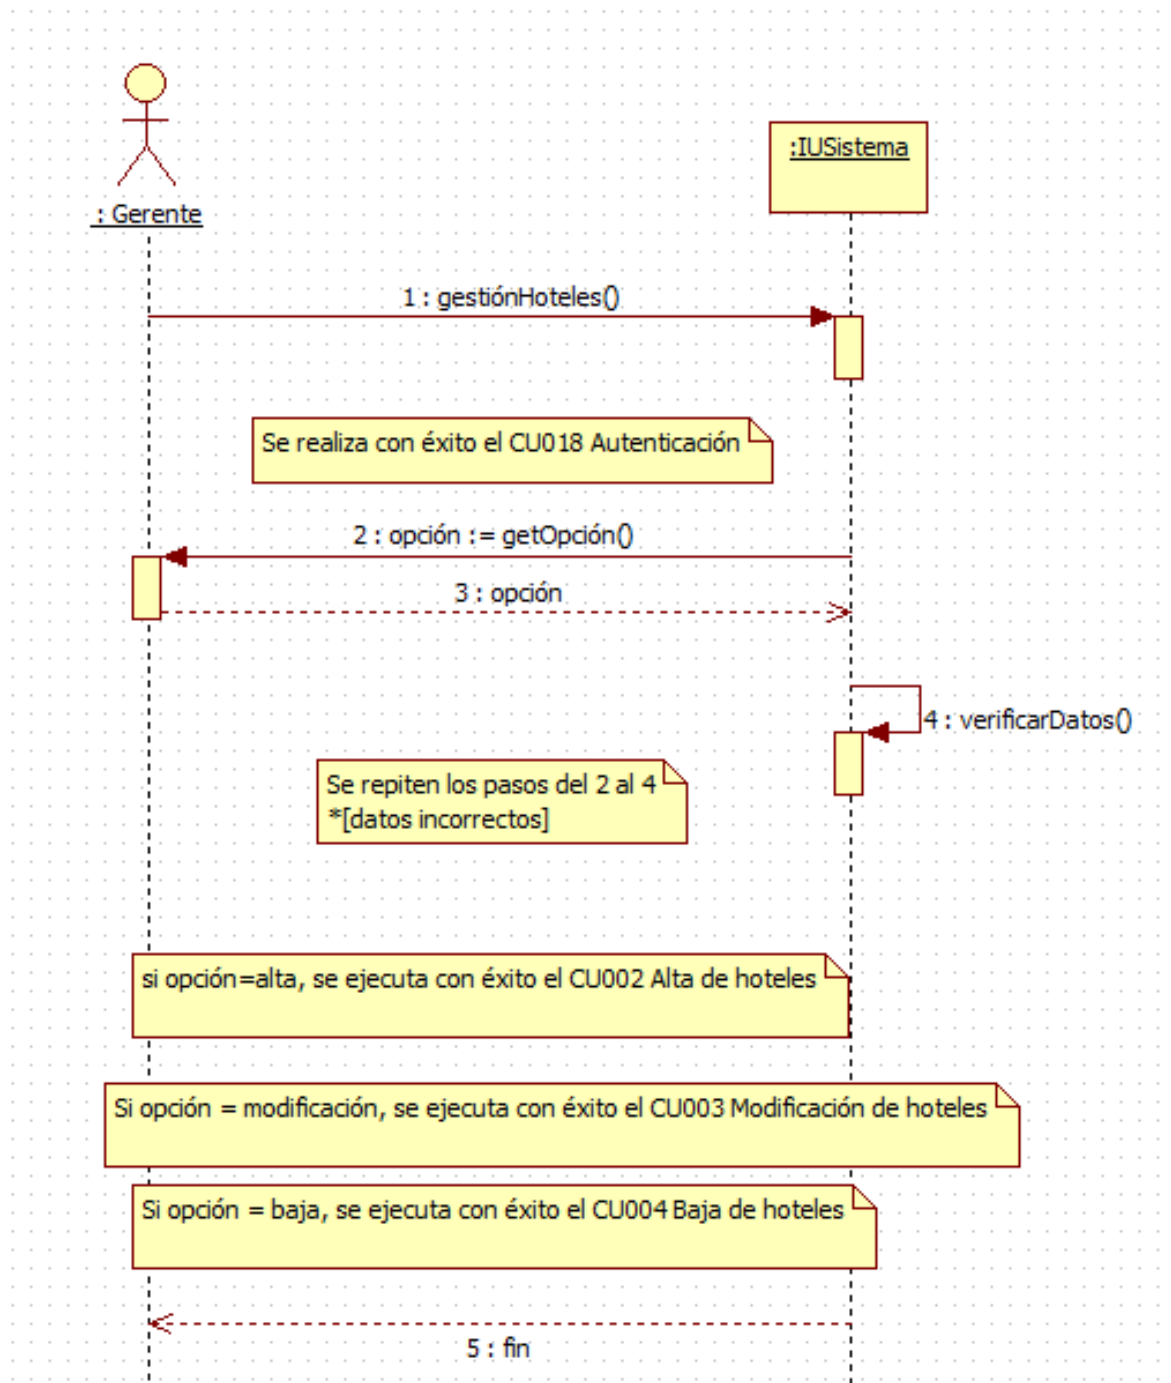 :IUSistema
: Gerente
1 : gestiónHoteles()
Se realiza con éxito el CU018 Autenticación
2 : opción := getOpción()
3 : opción
4 : verificarDatos()
Se repiten los pasos del 2 al 4
*[datos incorrectos]
si opción=alta, se ejecuta con éxito el CU002 Alta de hoteles
Si opción = modificación, se ejecuta con éxito el CU003 Modificación de hoteles
Si opción = baja, se ejecuta con éxito el CU004 Baja de hoteles
5 : fin